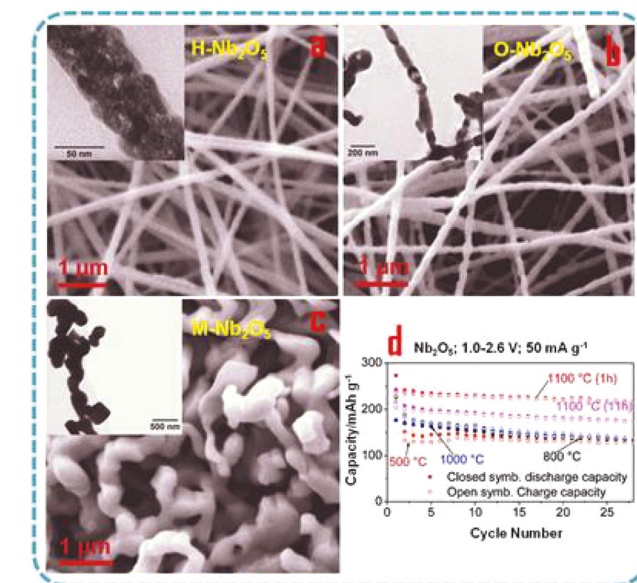 H-Nb₂O₅ a
50 nm
1 μm
O-Nb₂O₅ b
200 nm
1 μm
M-Nb₂O₅ c
500 nm
1 μm
d Nb₂O₅; 1.0-2.6 V; 50 mA g⁻¹
300
200
100
0
Capacity/mAh g⁻¹
1100 °C (1h)
1100 °C (11h)
500 °C 1000 °C 800 °C
Closed symb. discharge capacity
Open symb. Charge capacity
0 5 10 15 20 25
Cycle Number